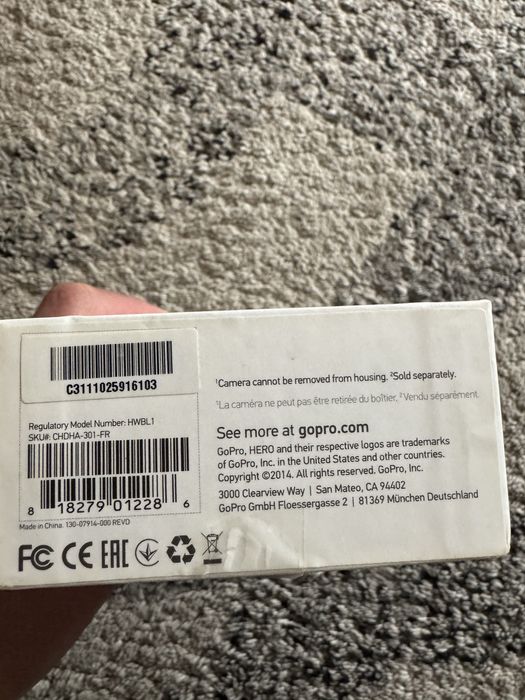 C3111025916103
Regulatory Model Number: HWBL1
SKU#: CHDHA-301-FR
8 18279 01228 6
Made in China. 130-07914-000 REVD
FC CE EAC
¹Camera cannot be removed from housing. ²Sold separately.
¹La caméra ne peut pas être retirée du boîtier. ²Vendu séparément.
See more at gopro.com
GoPro, HERO and their respective logos are trademarks
of GoPro, Inc. in the United States and other countries.
Copyright ©2014. All rights reserved. GoPro, Inc.
3000 Clearview Way | San Mateo, CA 94402
GoPro GmbH Floessergasse 2 | 81369 München Deutschland